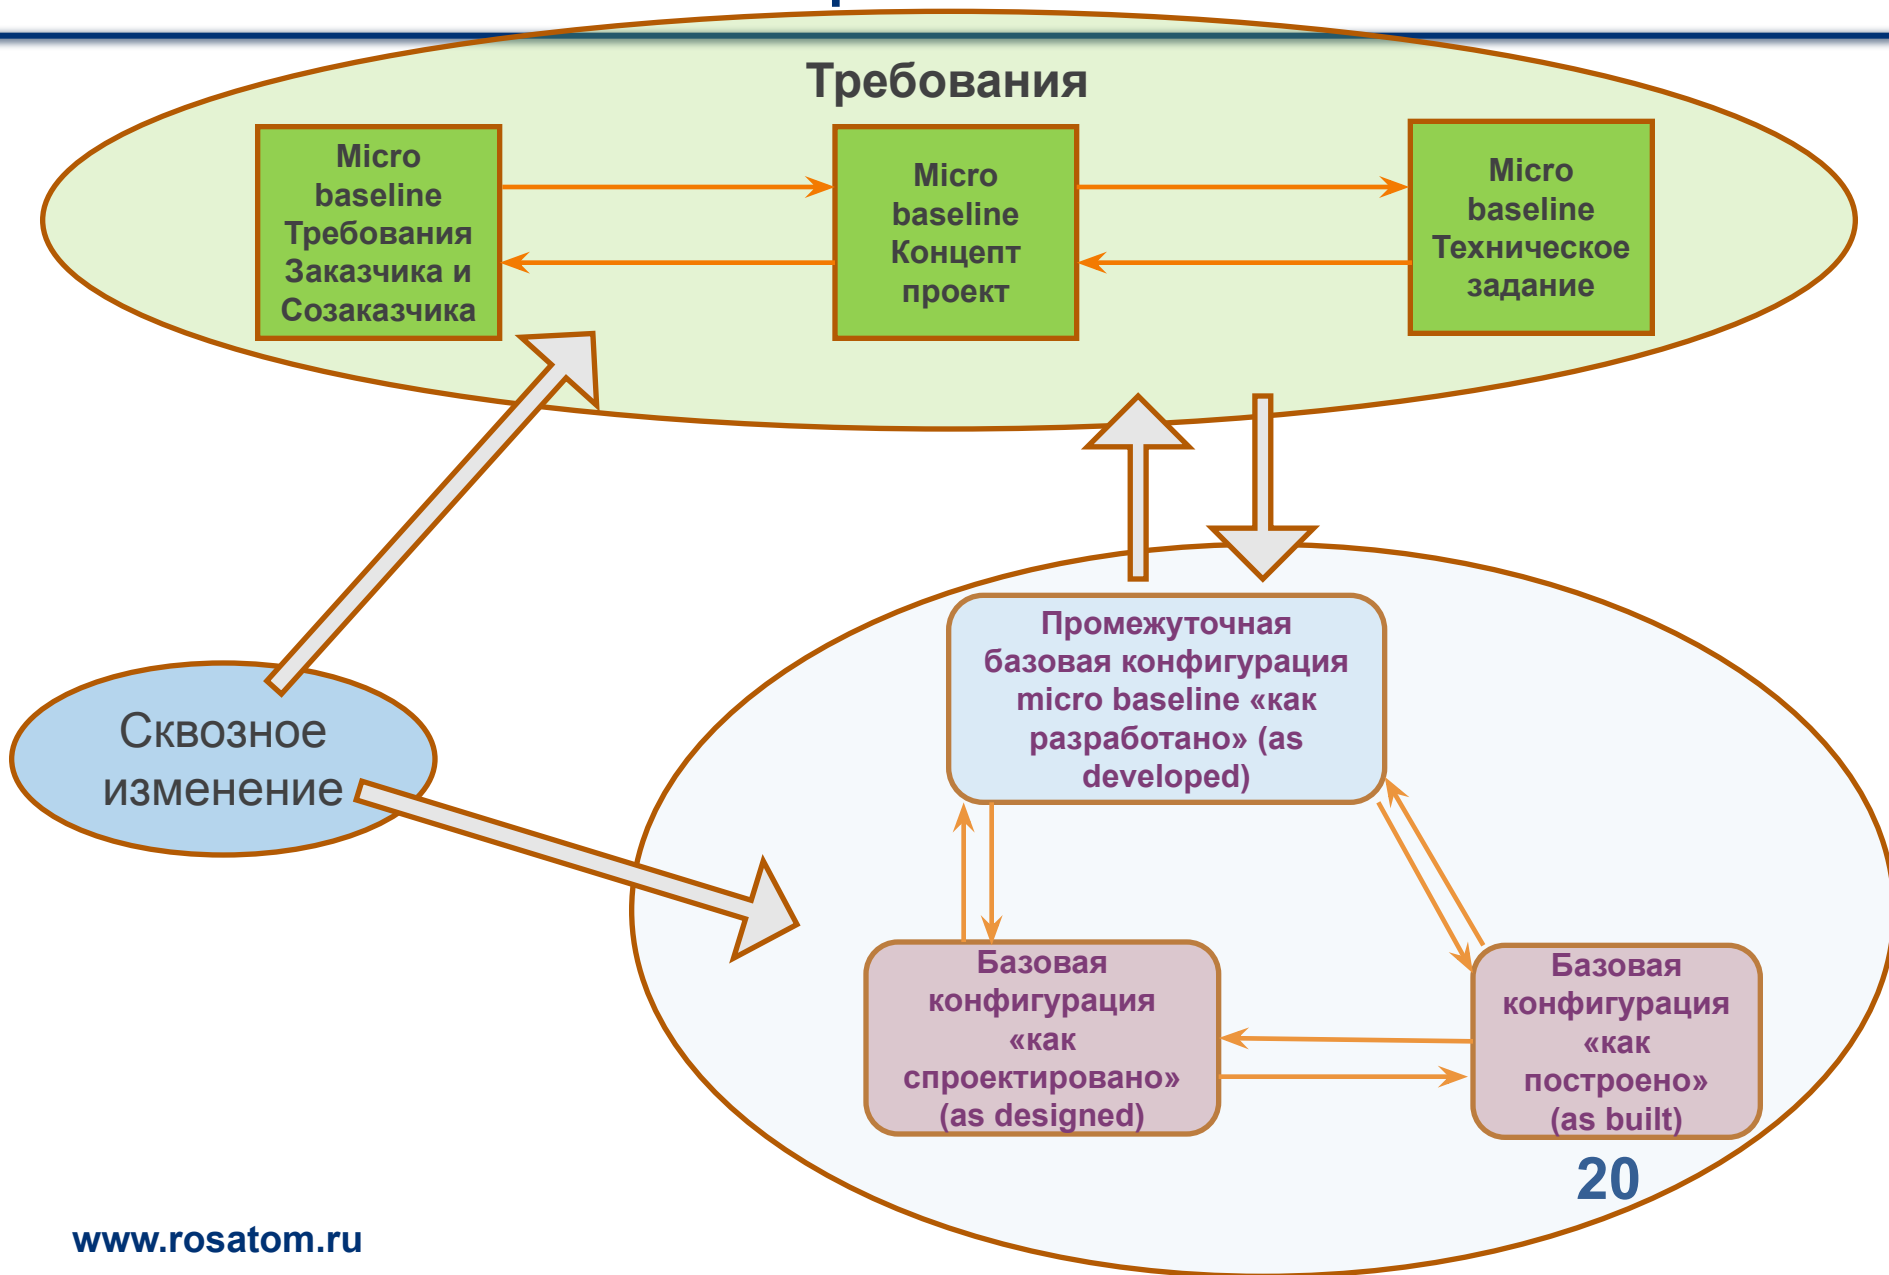 Требования
Micro
baseline
Требования
Заказчика и
Созаказчика
Micro
baseline
Концепт
проект
Micro
baseline
Техническое
задание
Сквозное
изменение
Промежуточная
базовая конфигурация
micro baseline «как
разработано» (as
developed)
Базовая
конфигурация
«как
спроектировано»
(as designed)
Базовая
конфигурация
«как
построено»
(as built)
20
www.rosatom.ru